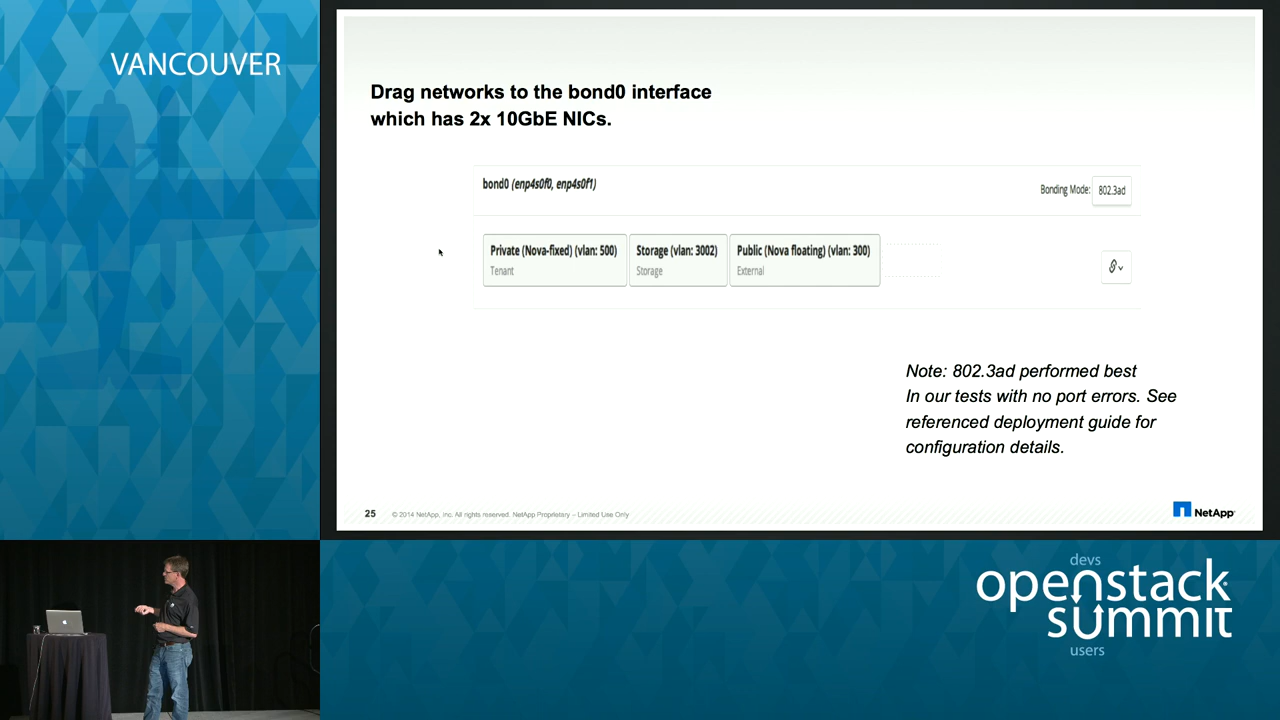 VANCOUVER
Drag networks to the bond0 interface
which has 2x 10GbE NICs.
bond0 (enp4s0f0, enp4s0f1)
Bonding Mode: 802.3ad
Private (Nova-fixed) (vlan: 500)
Tenant
Storage (vlan: 3002)
Storage
Public (Nova floating) (vlan: 300)
External
Note: 802.3ad performed best
In our tests with no port errors. See
referenced deployment guide for
configuration details.
25
© 2014 NetApp, Inc. All rights reserved. NetApp Proprietary – Limited Use Only
NetApp
devs
openstack
summit
users